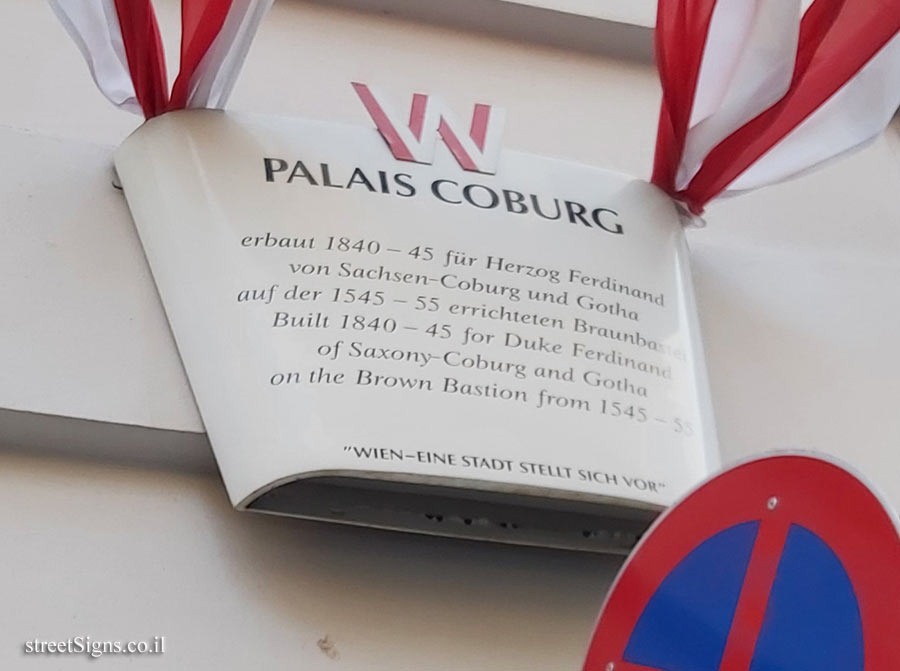 W
PALAIS COBURG
erbaut 1840 – 45 für Herzog Ferdinand
von Sachsen-Coburg und Gotha
auf der 1545 – 55 errichteten Braunbastei
Built 1840 – 45 for Duke Ferdinand
of Saxony-Coburg and Gotha
on the Brown Bastion from 1545 – 55
"WIEN–EINE STADT STELLT SICH VOR"
streetSigns.co.il